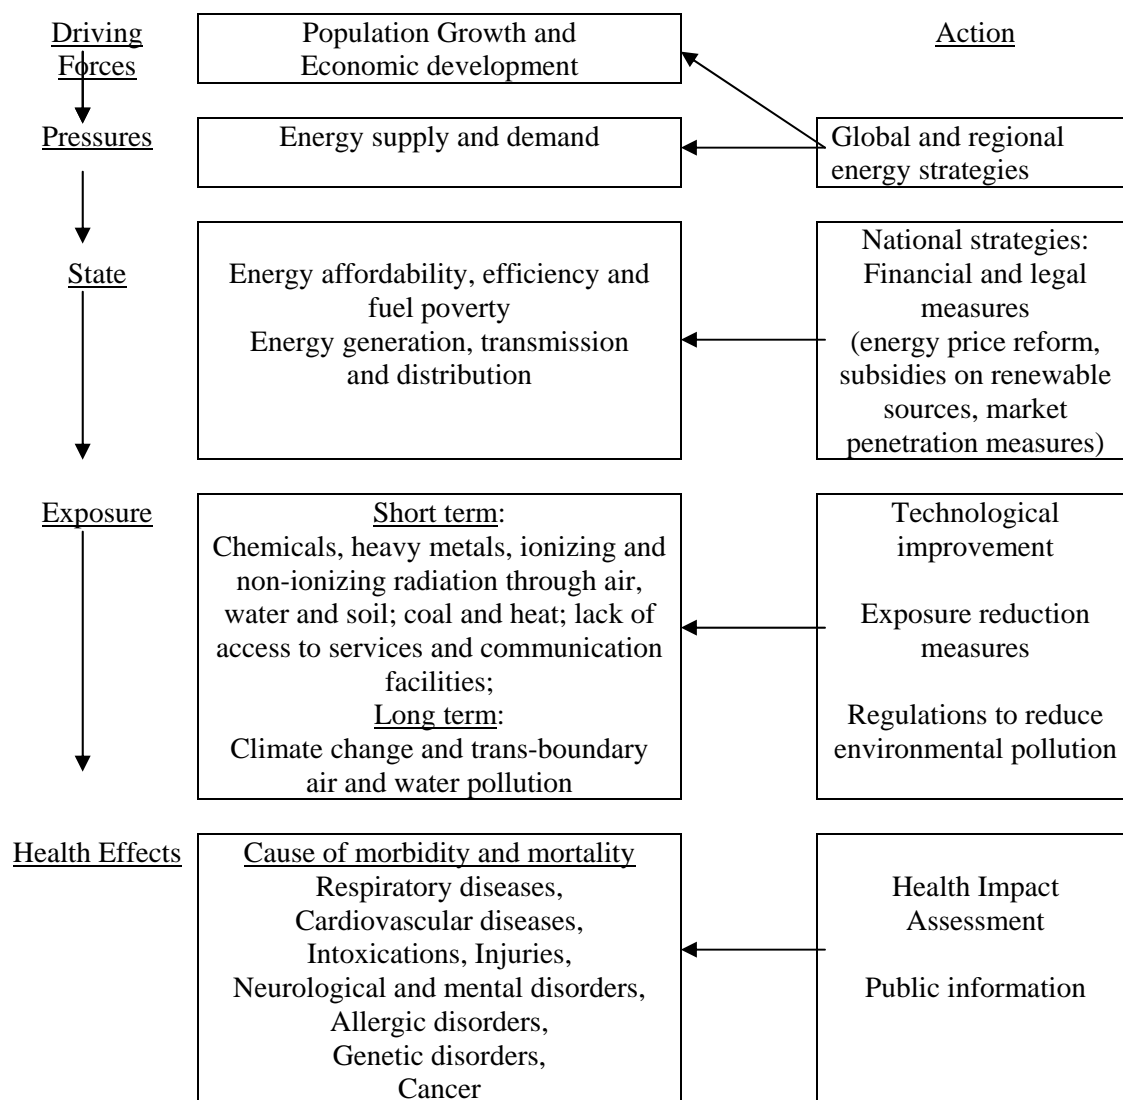 Driving
Forces
Population Growth and
Economic development
Action
Pressures
Energy supply and demand
Global and regional
energy strategies
State
Energy affordability, efficiency and
fuel poverty
Energy generation, transmission
and distribution
National strategies:
Financial and legal
measures
(energy price reform,
subsidies on renewable
sources, market
penetration measures)
Exposure
Short term:
Chemicals, heavy metals, ionizing and
non-ionizing radiation through air,
water and soil; coal and heat; lack of
access to services and communication
facilities;
Long term:
Climate change and trans-boundary
air and water pollution
Technological
improvement
Exposure reduction
measures
Regulations to reduce
environmental pollution
Health Effects
Cause of morbidity and mortality
Respiratory diseases,
Cardiovascular diseases,
Intoxications, Injuries,
Neurological and mental disorders,
Allergic disorders,
Genetic disorders,
Cancer
Health Impact
Assessment
Public information